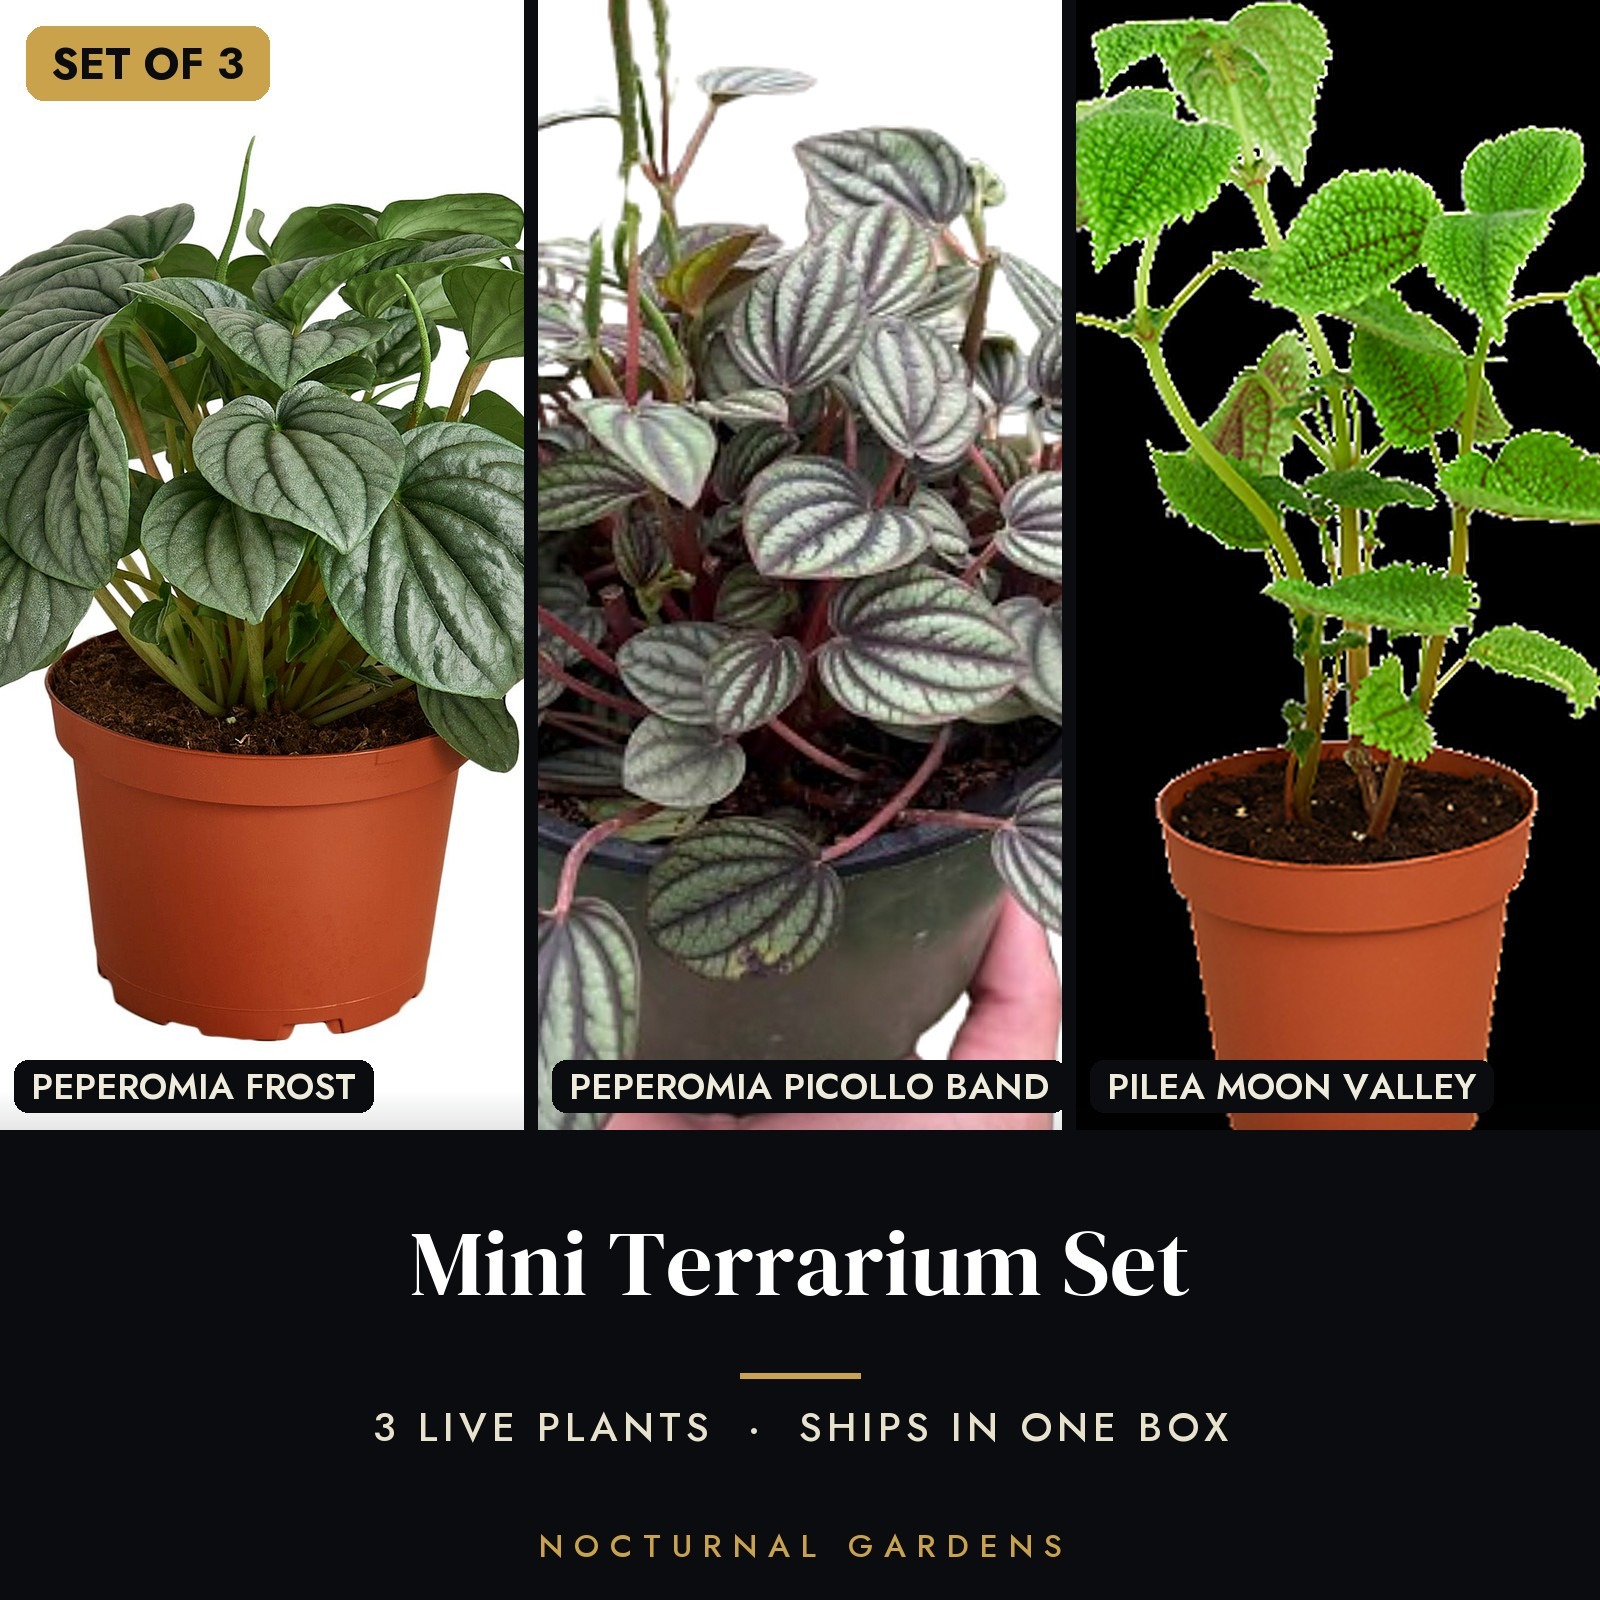 SET OF 3
PEPEROMIA FROST
PEPEROMIA PICOLLO BAND
PILEA MOON VALLEY
Mini Terrarium Set
3 LIVE PLANTS · SHIPS IN ONE BOX
NOCTURNAL GARDENS